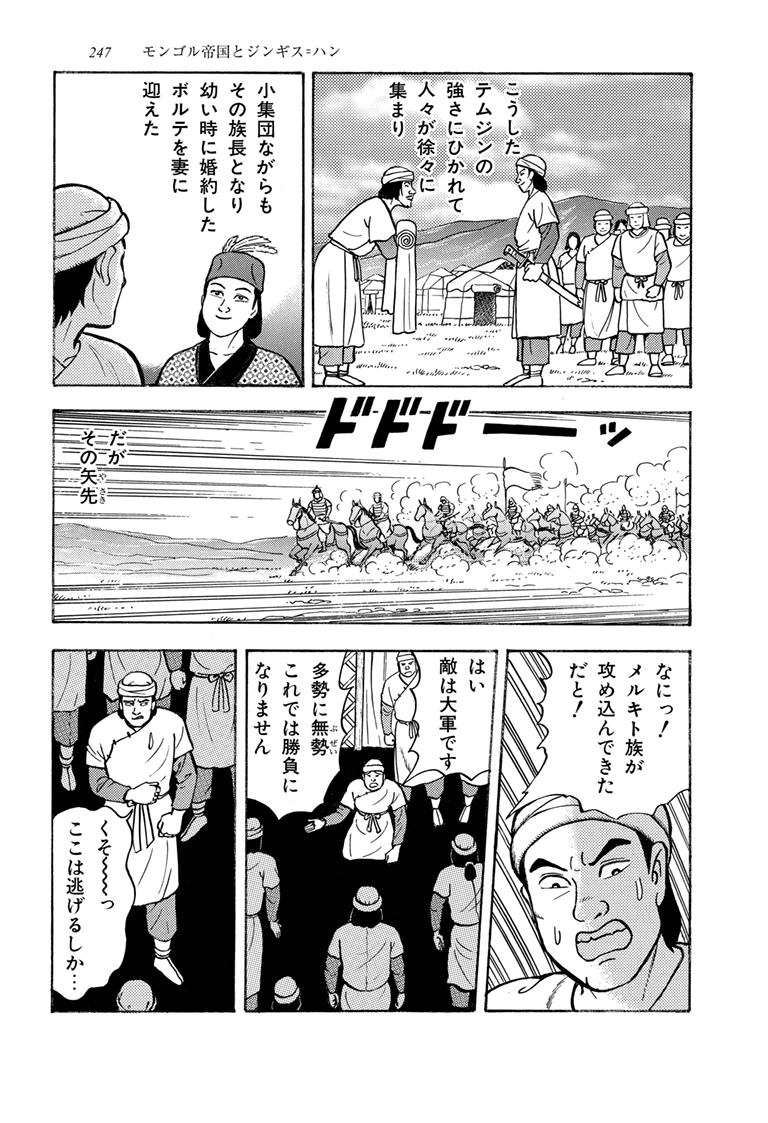 247 モンゴル帝国とジンギス=ハン
こうした
テムジンの
強さにひかれて
人々が徐々に
集まり
小集団ながらも
その族長となり
幼い時に婚約した
ボルテを妻に
迎えた
ドドドーーッ
だが
その矢先
やさき
なにっ!
メルキト族が
攻め込んできた
だと!
はい
敵は大軍です
多勢に無勢
ぶぜい
これでは勝負に
なりません
くそ〜〜〜っ
ここは逃げるしか…